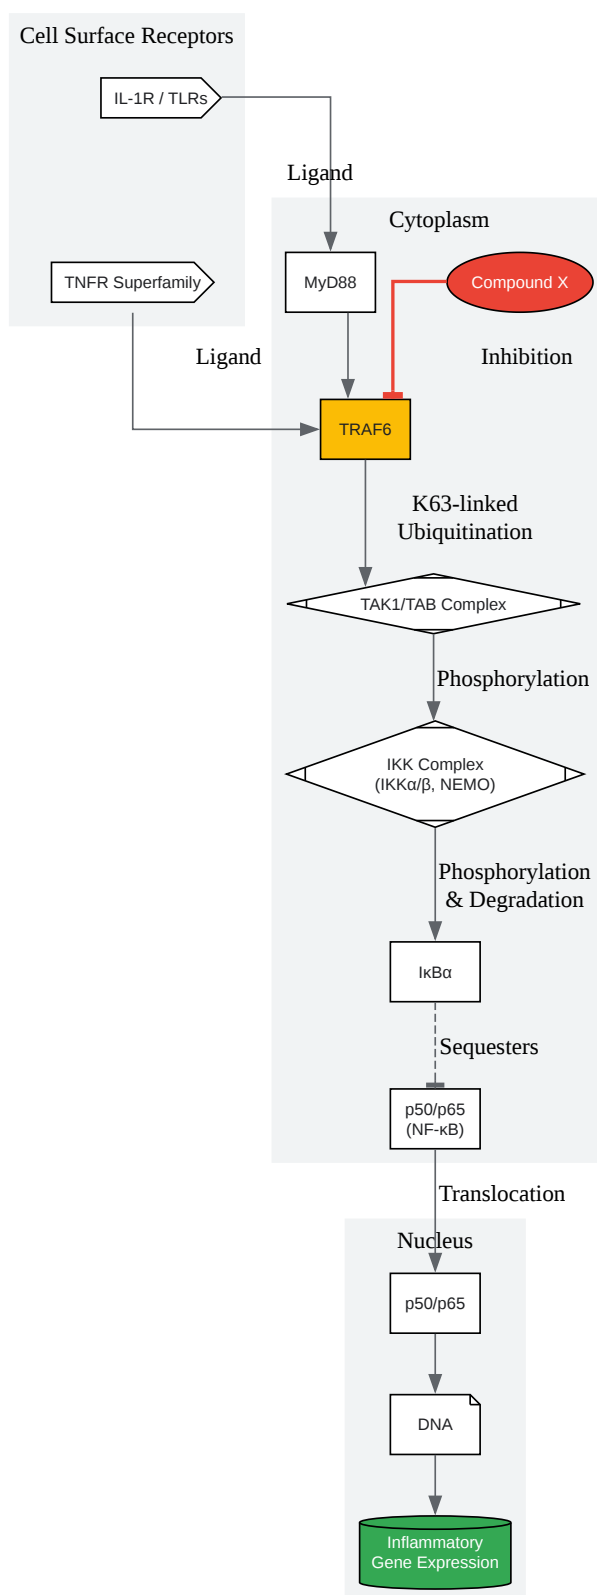 Cell Surface Receptors
IL-1R / TLRs
Ligand
Cytoplasm
TNFR Superfamily
MyD88
Compound X
Ligand
Inhibition
TRAF6
K63-linked
Ubiquitination
TAK1/TAB Complex
Phosphorylation
IKK Complex
(IKKα/β, NEMO)
Phosphorylation
& Degradation
IκBα
Sequesters
p50/p65
(NF-κB)
Translocation
Nucleus
p50/p65
DNA
Inflammatory
Gene Expression